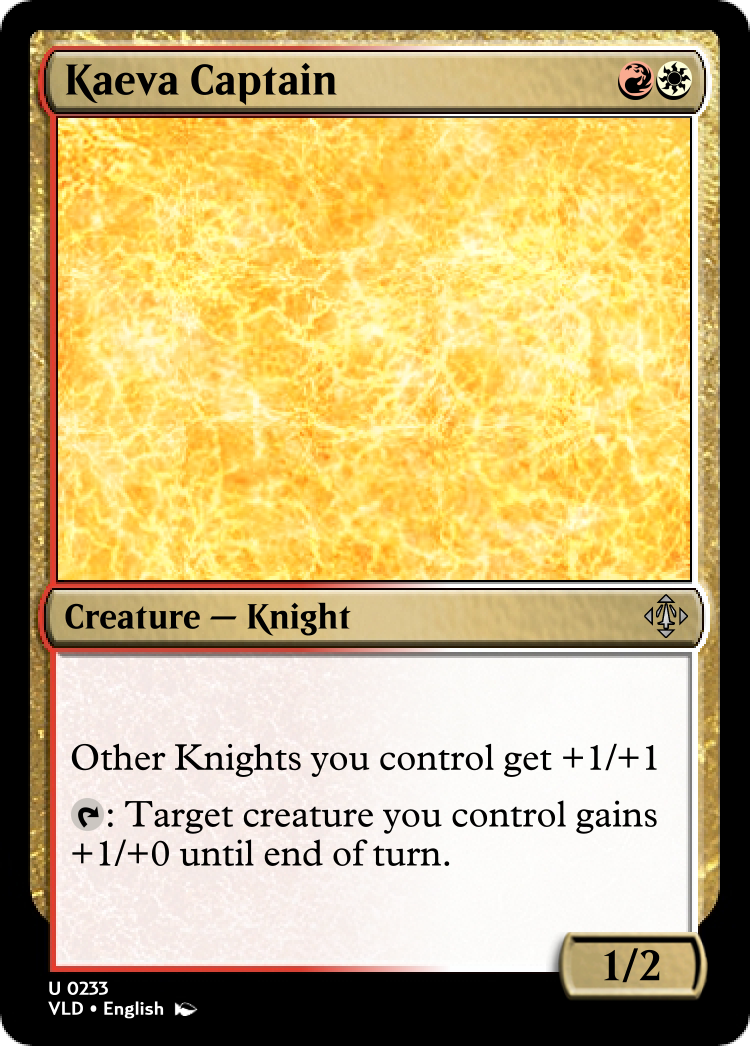 Kaeva Captain
Creature — Knight
Other Knights you control get +1/+1
: Target creature you control gains
+1/+0 until end of turn.
1/2
U 0233
VLD • English